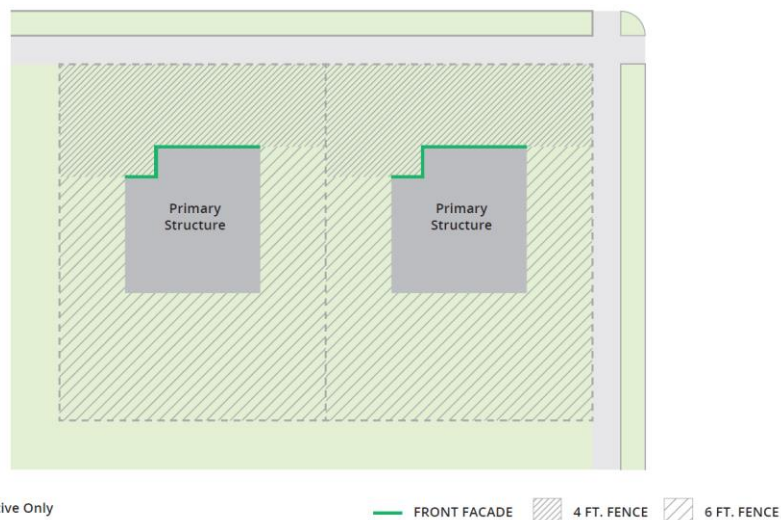 Primary
Structure
Primary
Structure
ive Only
FRONT FACADE
4 FT. FENCE
6 FT. FENCE